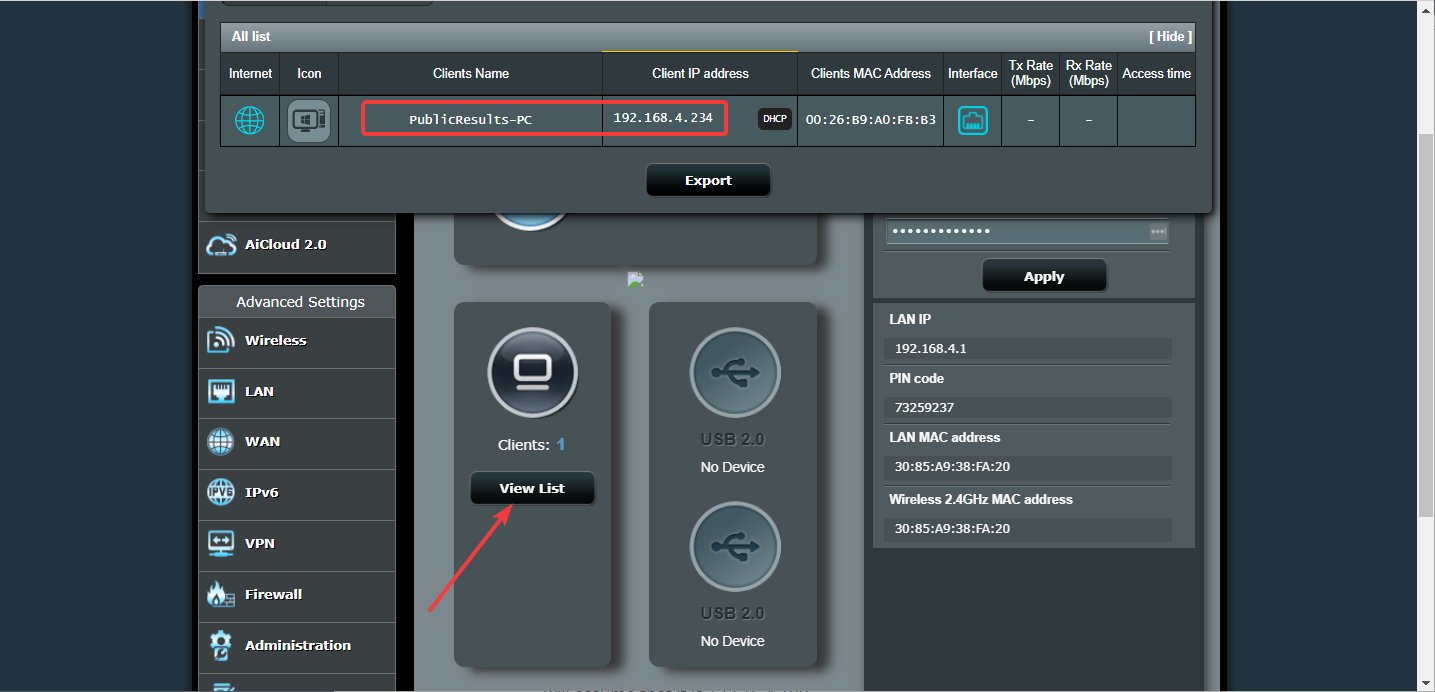 All list
[ Hide ]
Internet
Icon
Clients Name
Client IP address
Clients MAC Address
Interface
Tx Rate
(Mbps)
Rx Rate
(Mbps)
Access time
PublicResults-PC
192.168.4.234
DHCP
00:26:B9:A0:FB:B3
-
-
Export
AiCloud 2.0
Advanced Settings
Wireless
LAN
WAN
IPv6
IPv6
VPN
Firewall
Administration
Clients: 1
View List
USB 2.0
No Device
USB 2.0
No Device
•••••••••••••
Apply
LAN IP
192.168.4.1
PIN code
73259237
LAN MAC address
30:85:A9:38:FA:20
Wireless 2.4GHz MAC address
30:85:A9:38:FA:20